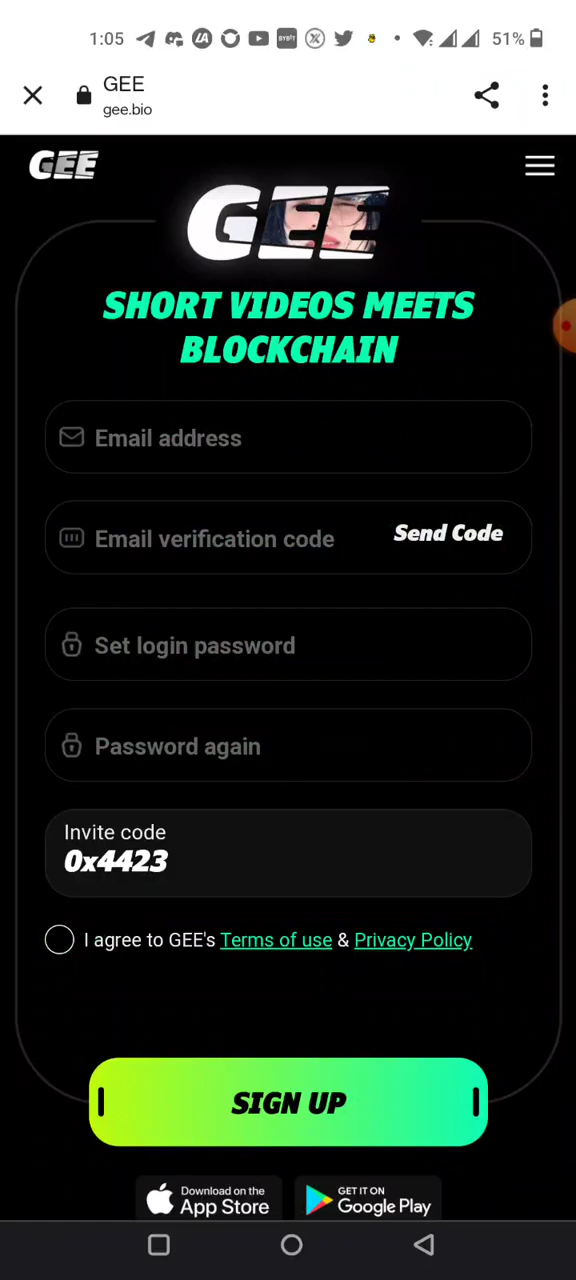 1:05 LA BYBIT 51%
GEE
gee.bio
GEE
GEE
SHORT VIDEOS MEETS
BLOCKCHAIN
Email address
Email verification code Send Code
Set login password
Password again
Invite code
0x4423
I agree to GEE's Terms of use & Privacy Policy
SIGN UP
Download on the GET IT ON
App Store Google Play